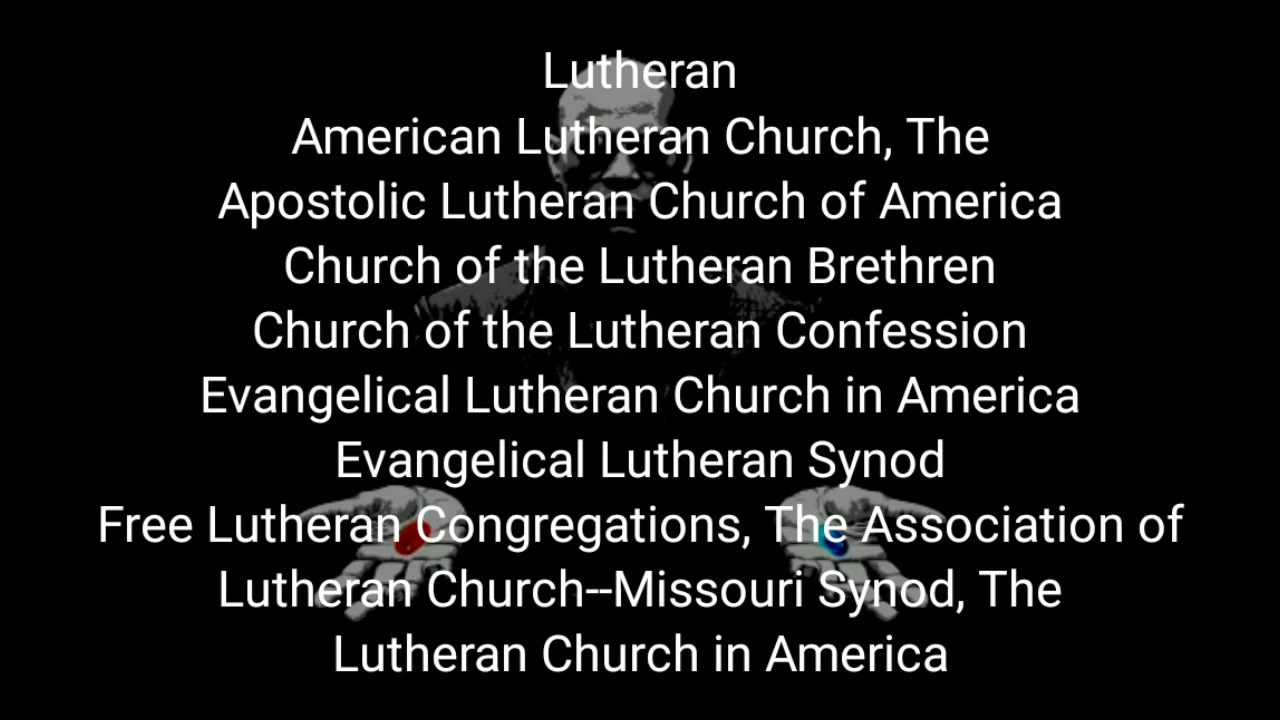 Lutheran
American Lutheran Church, The
Apostolic Lutheran Church of America
Church of the Lutheran Brethren
Church of the Lutheran Confession
Evangelical Lutheran Church in America
Evangelical Lutheran Synod
Free Lutheran Congregations, The Association of
Lutheran Church--Missouri Synod, The
Lutheran Church in America